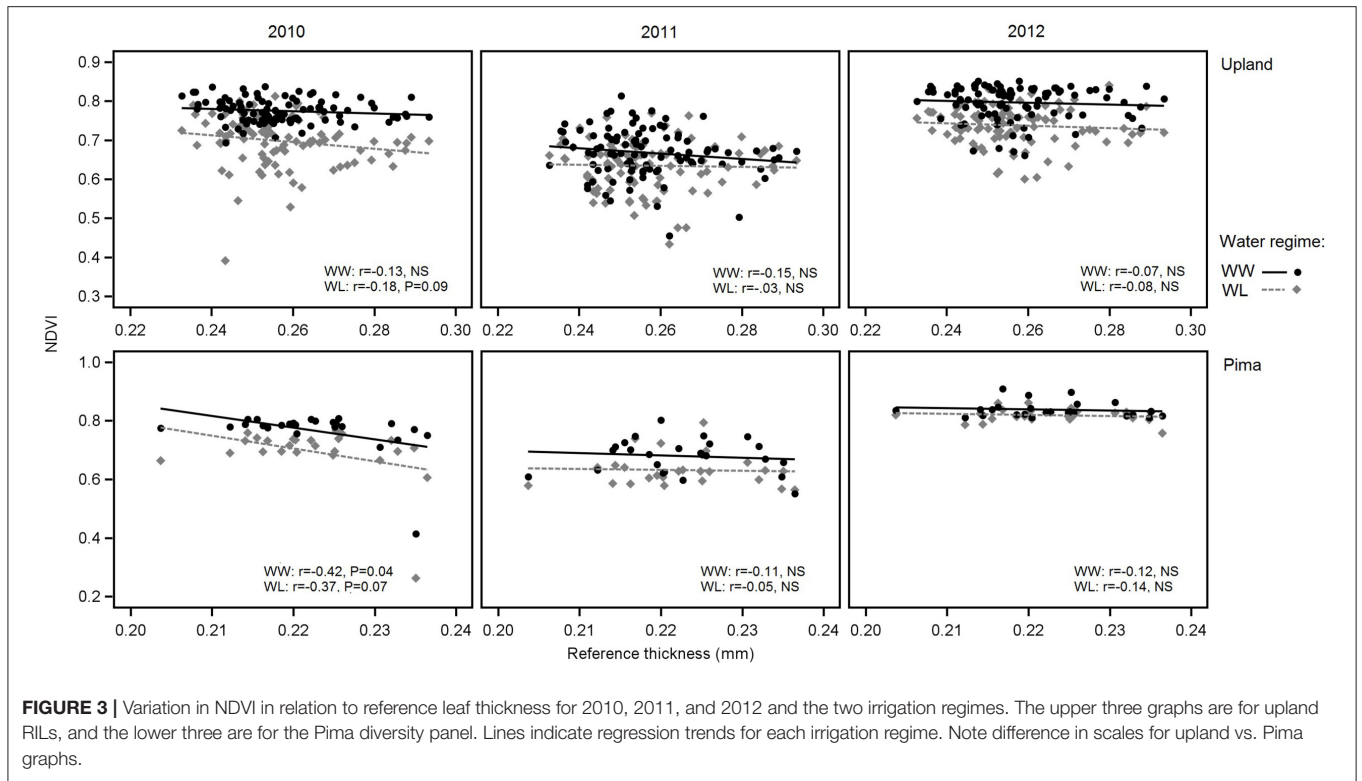 2010 2011 2012
0.9
0.8
0.7
0.6
0.5
0.4
0.3
WW: r=-0.13, NS
WL: r=-0.18, P=0.09
WW: r=-0.15, NS
WL: r=-.03, NS
WW: r=-0.07, NS
WL: r=-0.08, NS
Upland
Water regime:
WW
WL
0.22 0.24 0.26 0.28 0.30 0.22 0.24 0.26 0.28 0.30 0.22 0.24 0.26 0.28 0.30
NDVI
1.0
0.8
0.6
0.4
0.2
WW: r=-0.42, P=0.04
WL: r=-0.37, P=0.07
WW: r=-0.11, NS
WL: r=-0.05, NS
WW: r=-0.12, NS
WL: r=-0.14, NS
Pima
0.20 0.21 0.22 0.23 0.24 0.20 0.21 0.22 0.23 0.24 0.20 0.21 0.22 0.23 0.24
Reference thickness (mm)
FIGURE 3 | Variation in NDVI in relation to reference leaf thickness for 2010, 2011, and 2012 and the two irrigation regimes. The upper three graphs are for upland
RILs, and the lower three are for the Pima diversity panel. Lines indicate regression trends for each irrigation regime. Note difference in scales for upland vs. Pima
graphs.